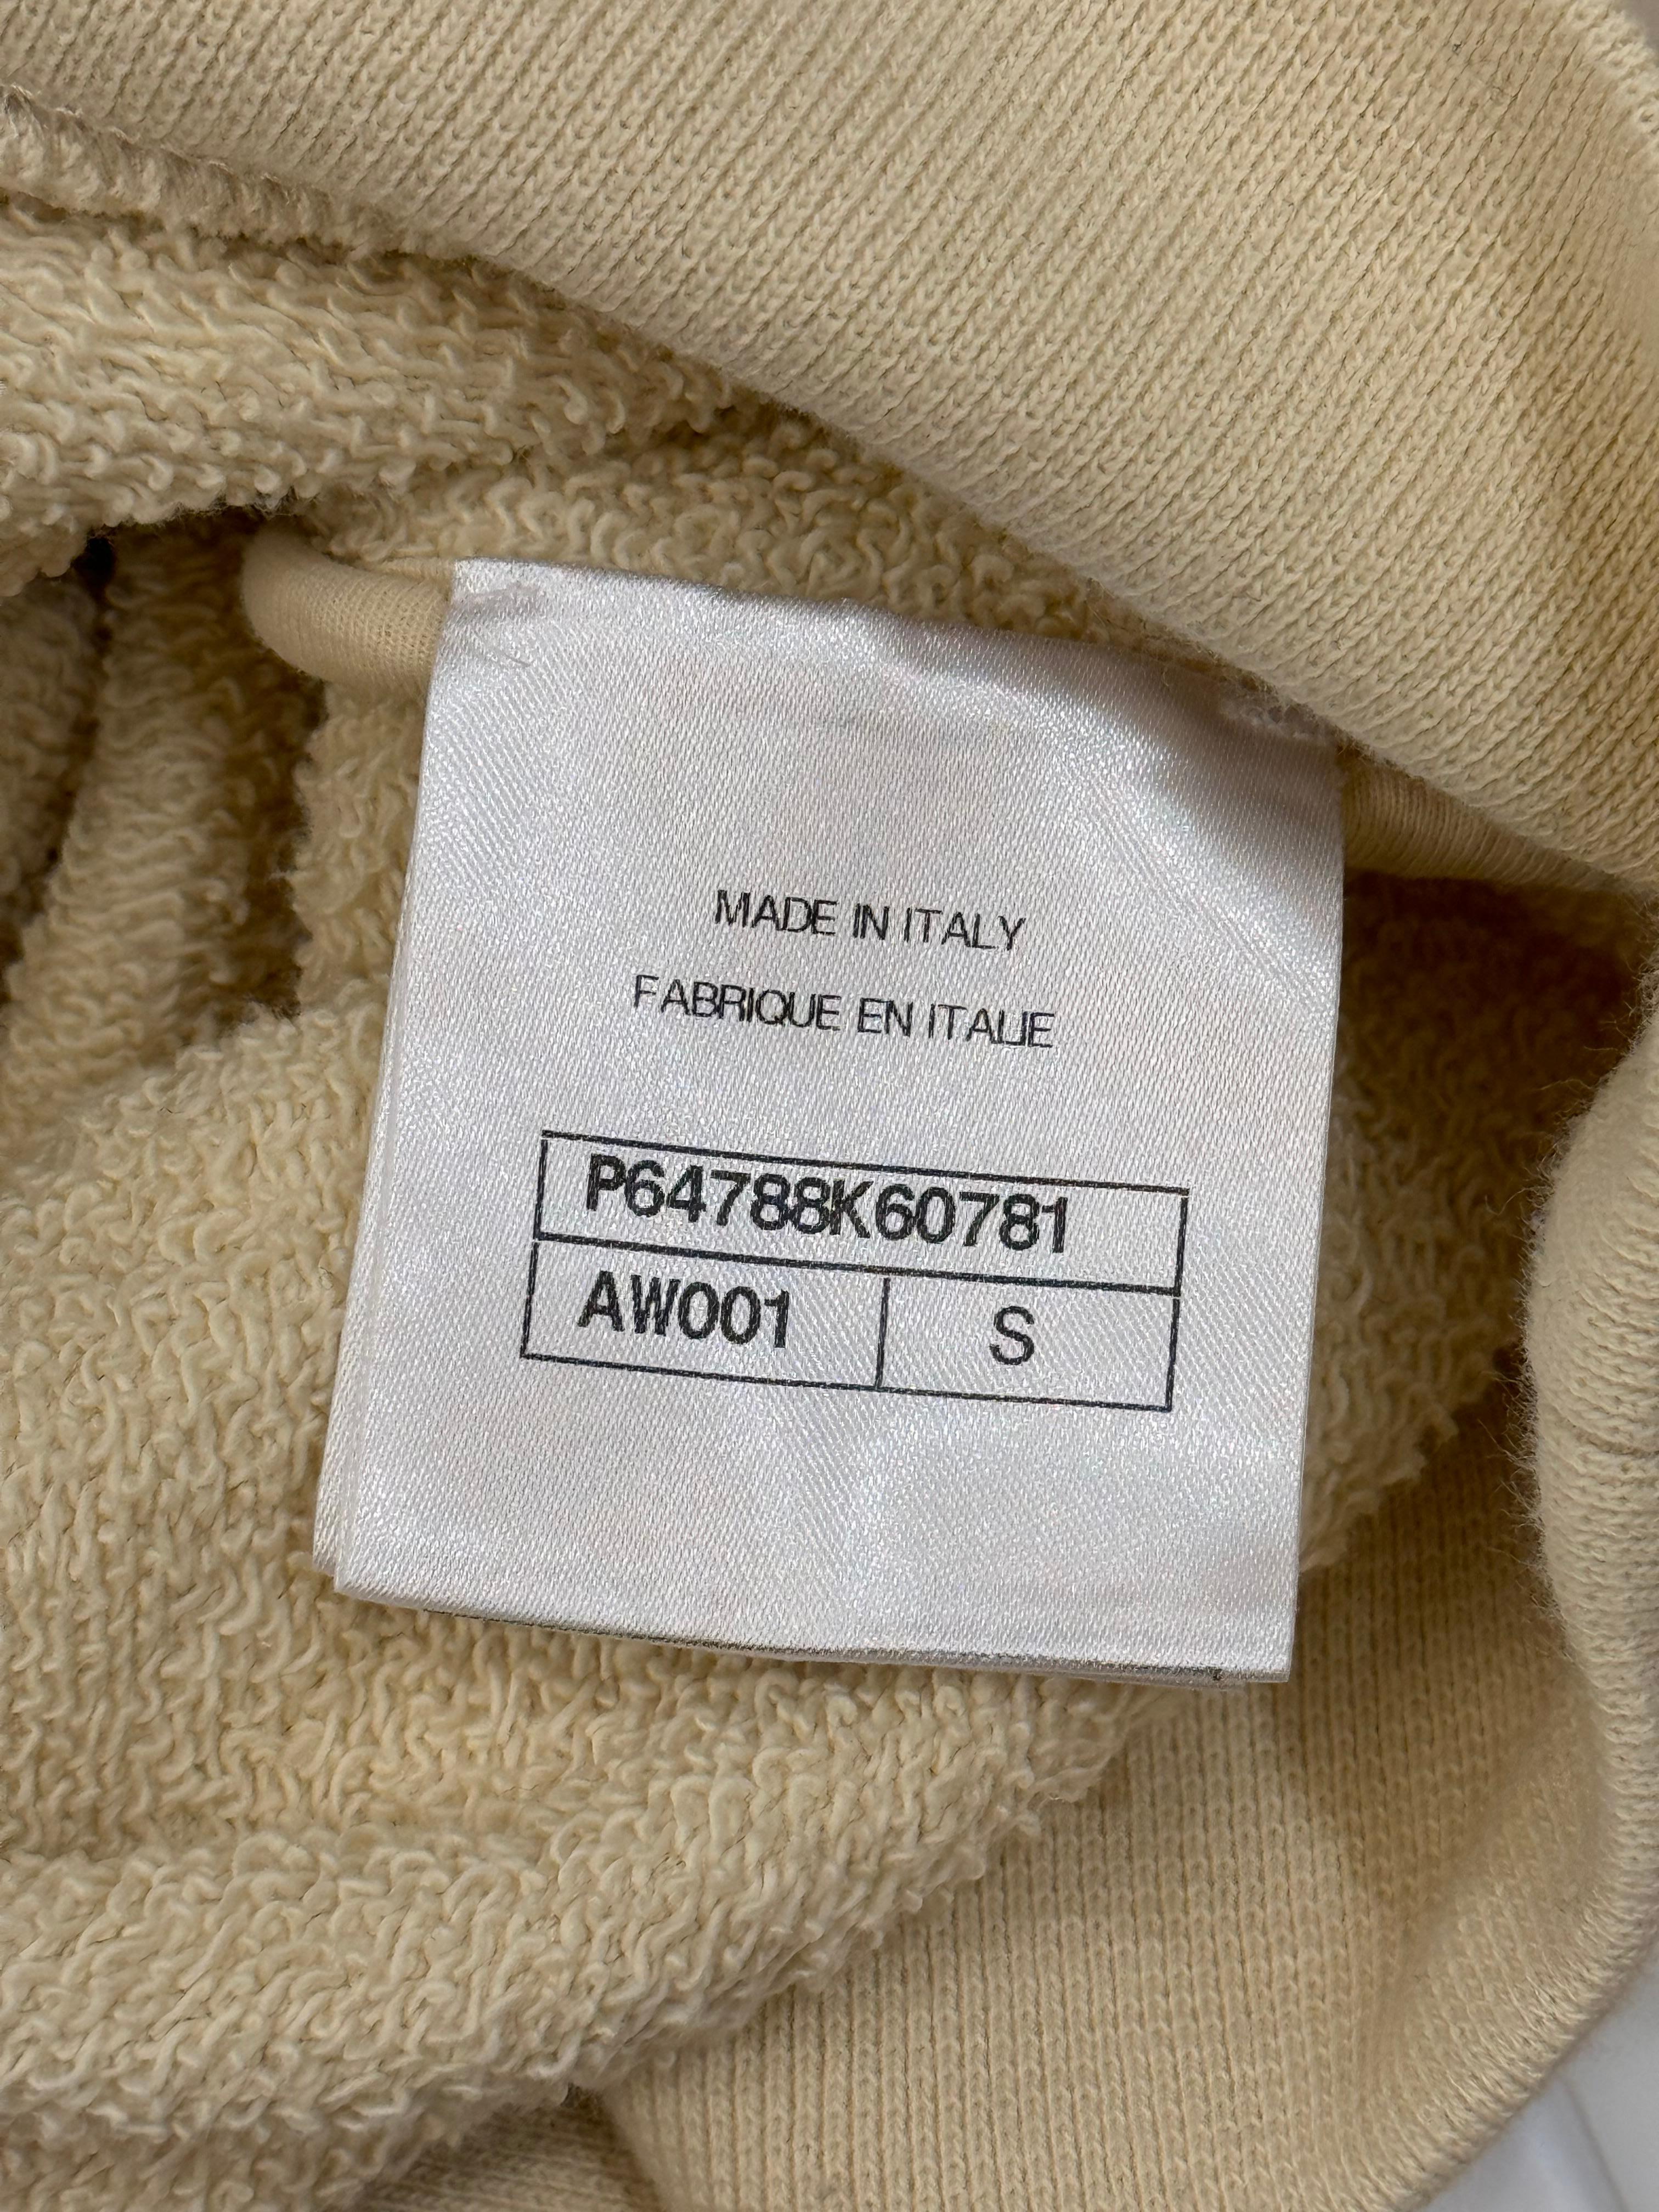 MADE IN ITALY
FABRIQUE EN ITALIE
P64788K60781
AW001 S